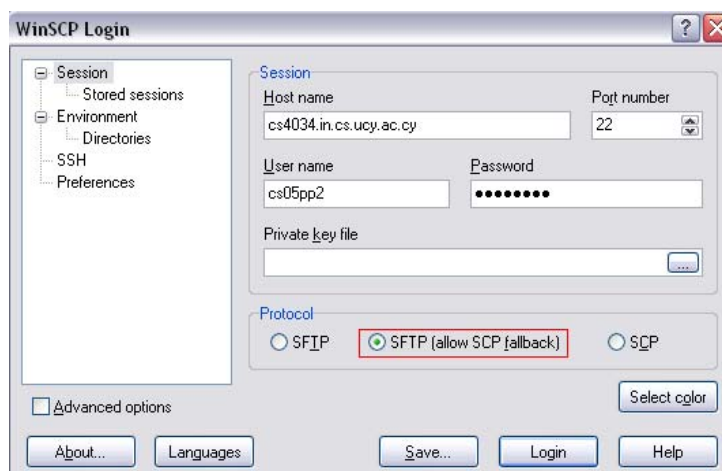 WinSCP Login
Session
Stored sessions
Environment
Directories
SSH
Preferences
Advanced options
Session
Host name Port number
cs4034.in.cs.ucy.ac.cy 22
User name Password
cs05pp2 ●●●●●●●●
Private key file
...
Protocol
SFTP SFTP (allow SCP fallback) SCP
Select color
About... Languages Save... Login Help